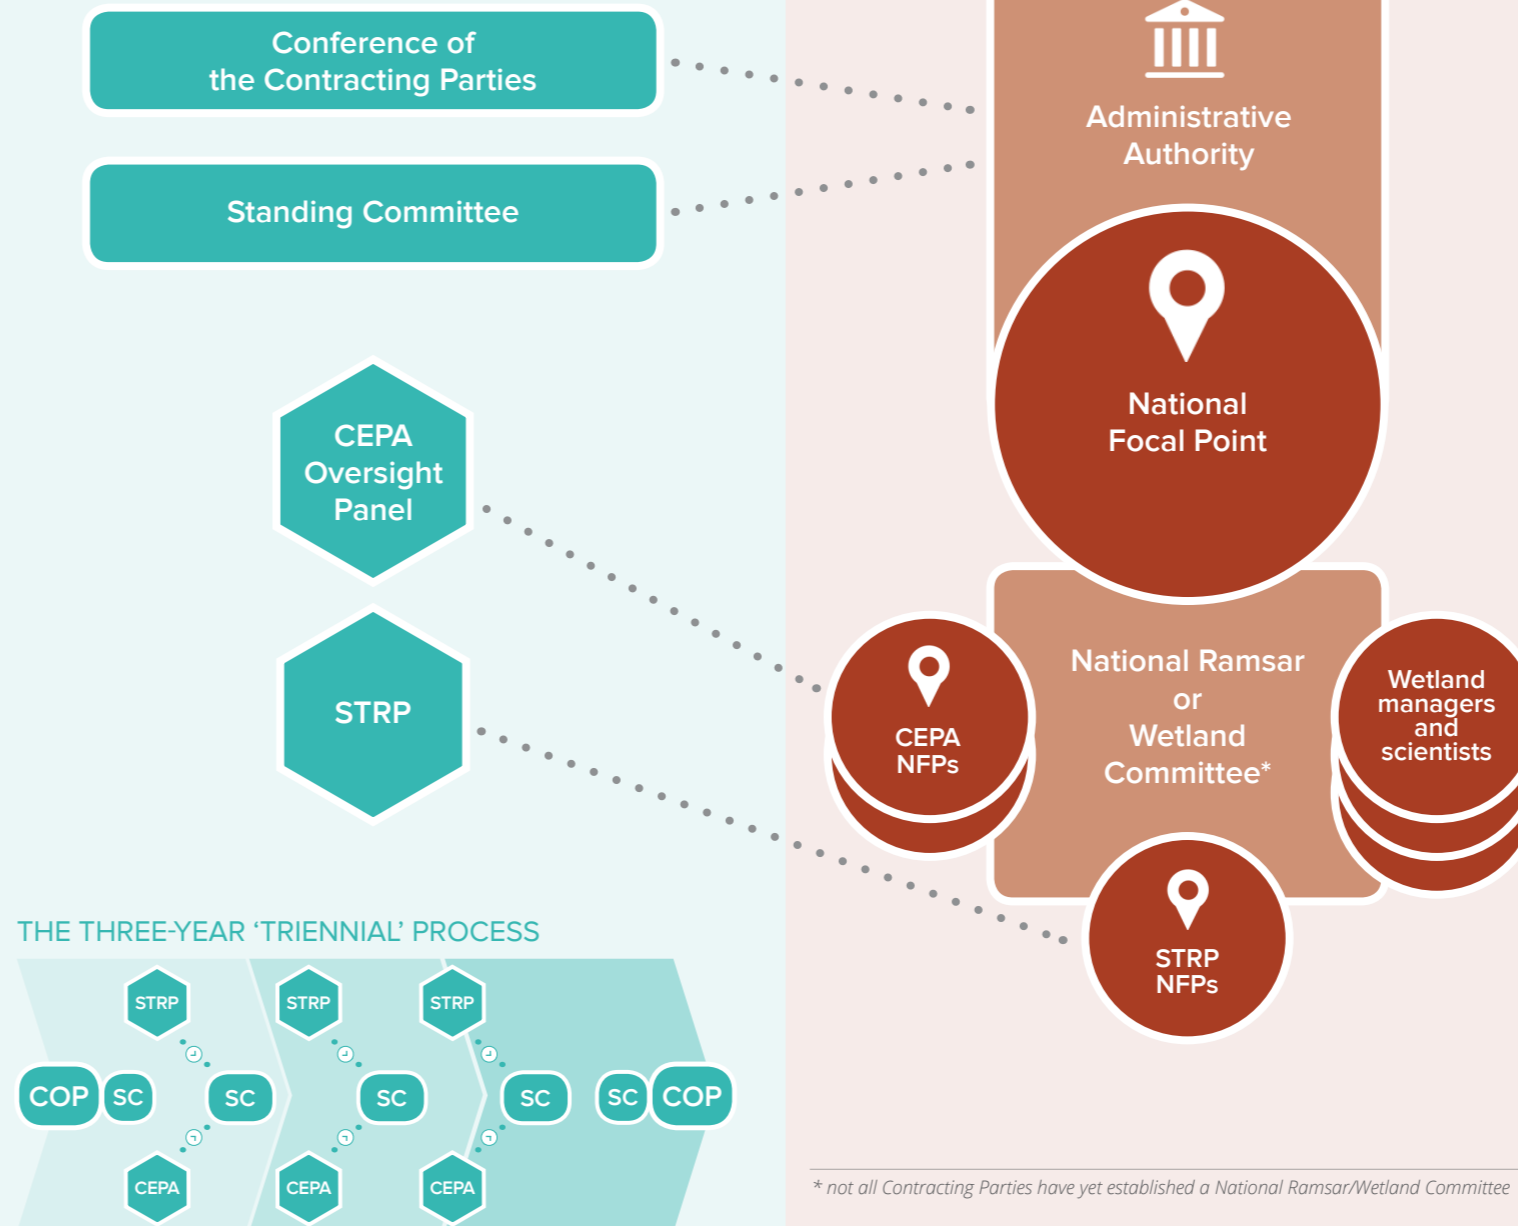 Conference of
the Contracting Parties
Standing Committee
CEPA
Oversight
Panel
STRP
Administrative
Authority
National
Focal Point
National Ramsar
or
Wetland
Committee*
CEPA
NFPs
Wetland
managers
and
scientists
STRP
NFPs
THE THREE-YEAR ‘TRIENNIAL’ PROCESS
STRP
STRP
STRP
COP
SC
SC
SC
SC
SC
COP
CEPA
CEPA
CEPA
* not all Contracting Parties have yet established a National Ramsar/Wetland Committee